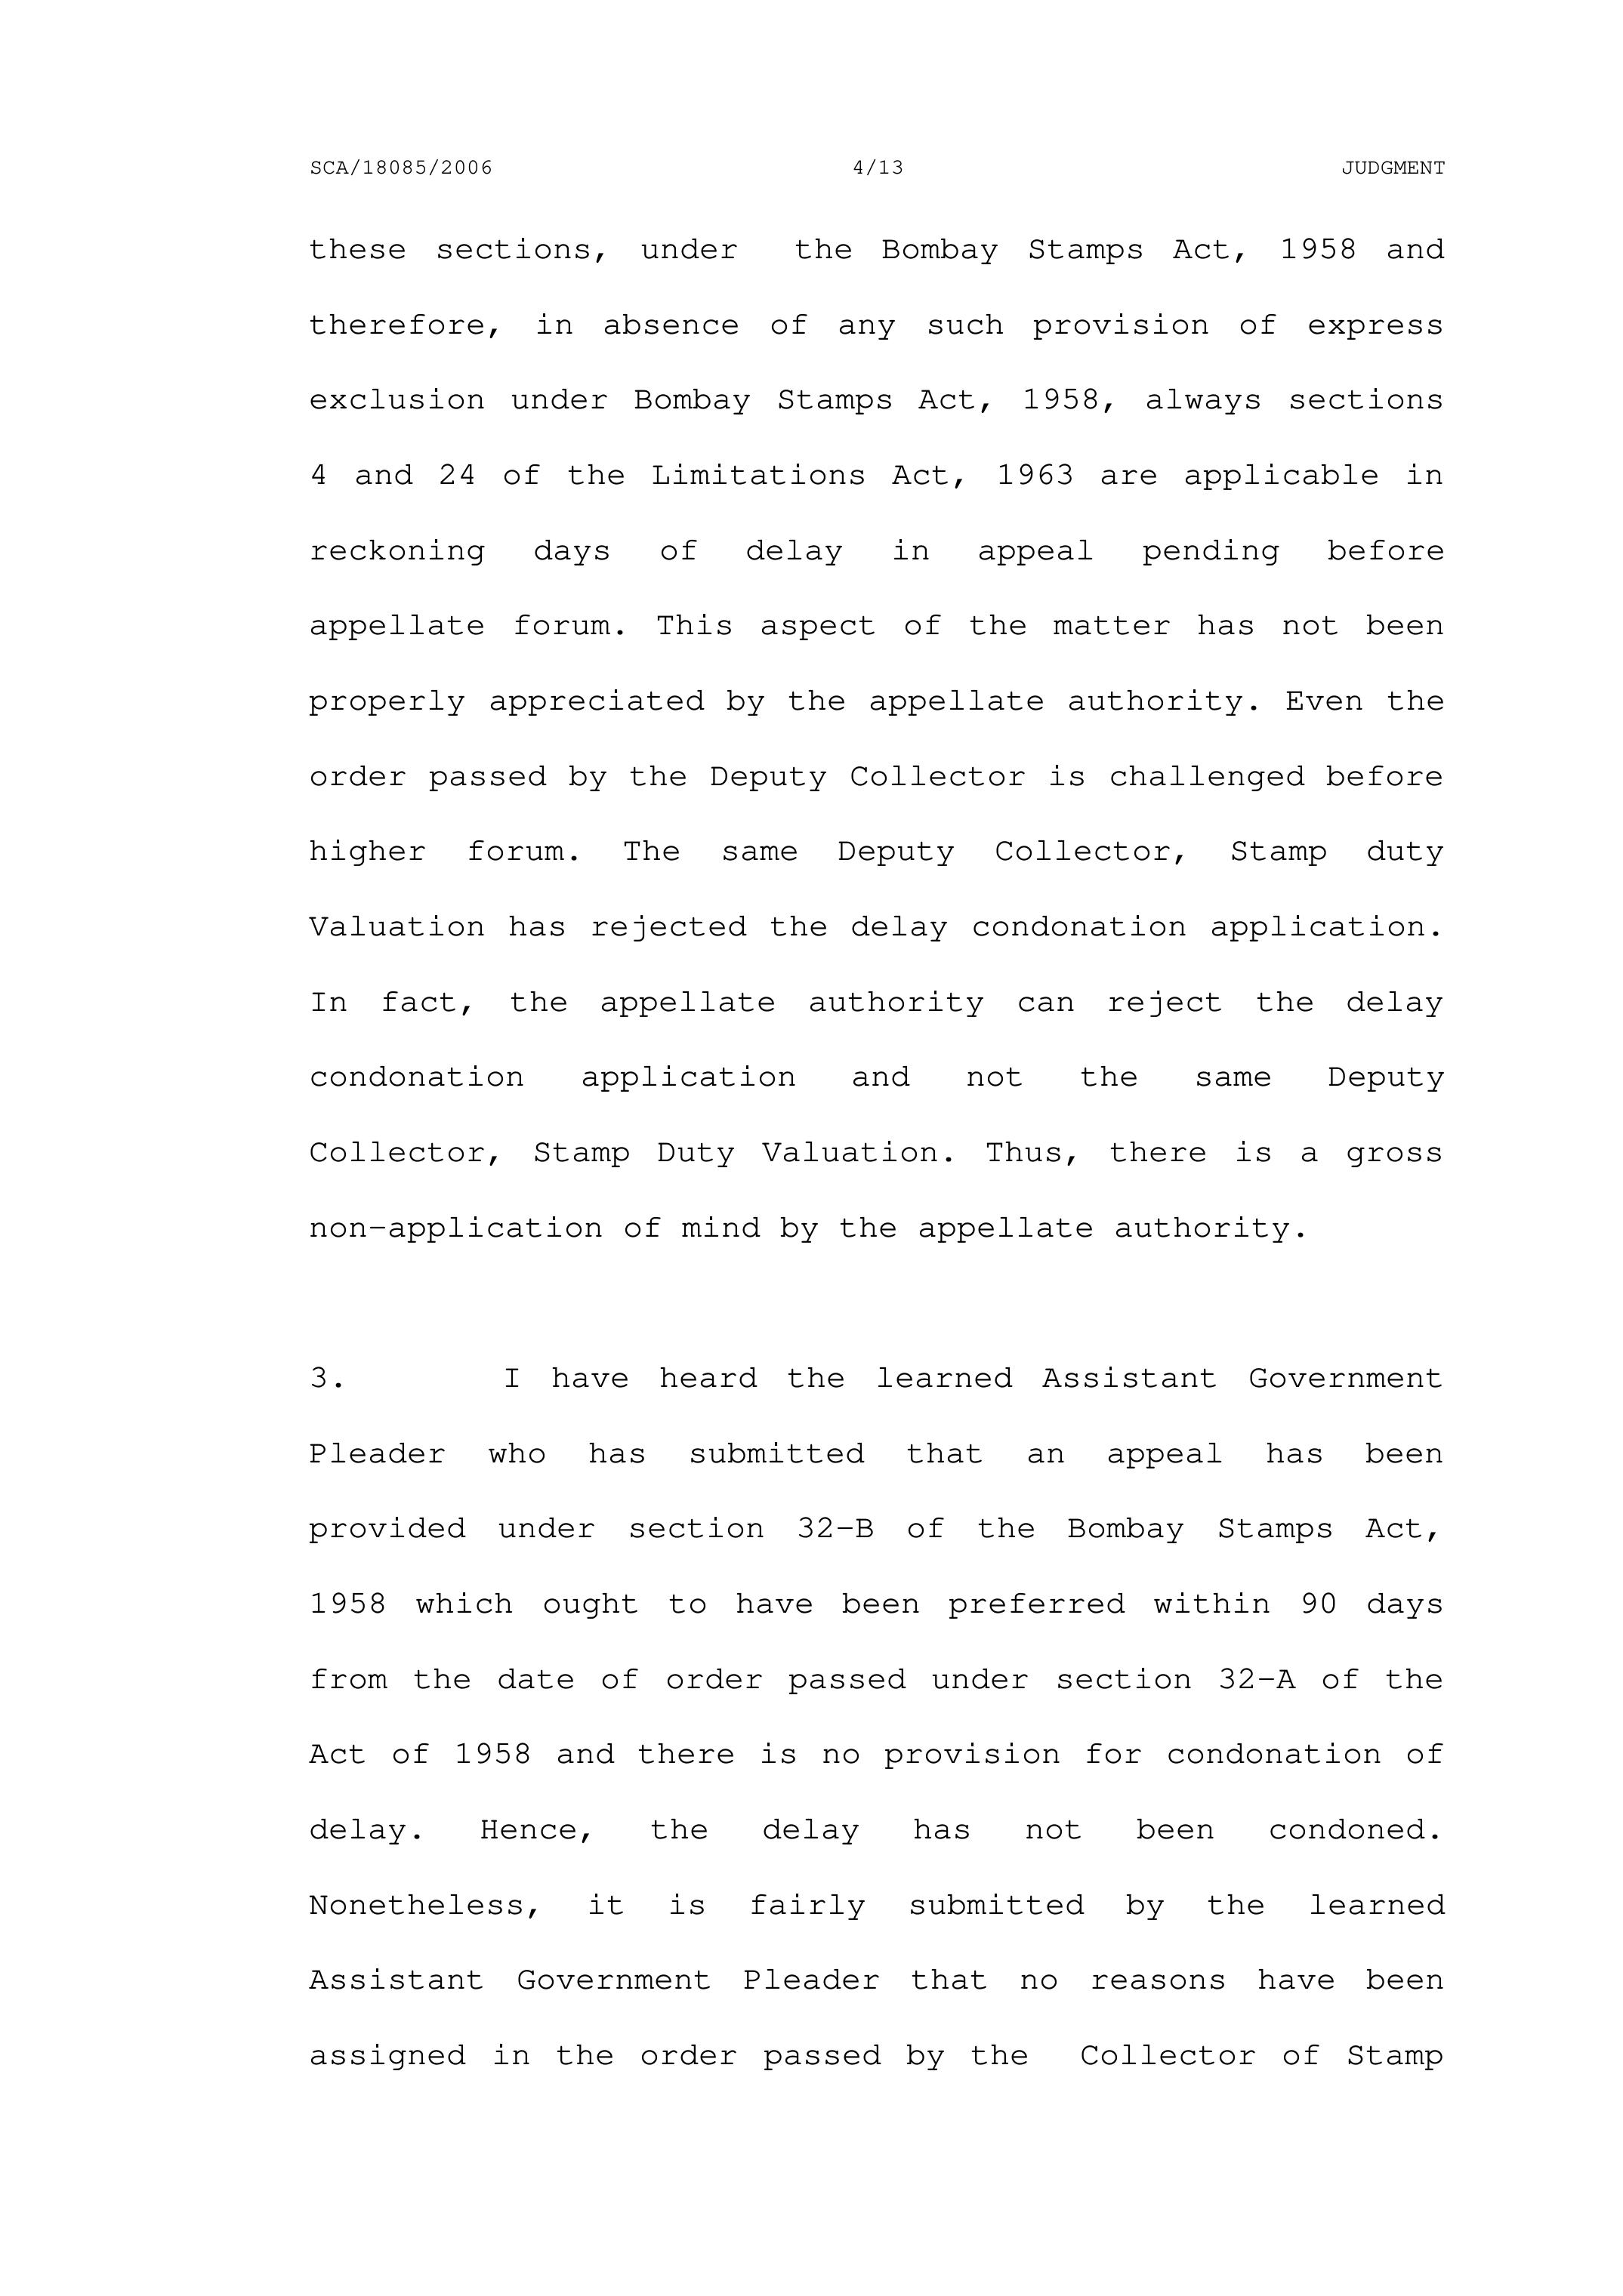 SCA/18085/2006 4/13 JUDGMENT
these sections, under the Bombay Stamps Act, 1958 and
therefore, in absence of any such provision of express
exclusion under Bombay Stamps Act, 1958, always sections
4 and 24 of the Limitations Act, 1963 are applicable in
reckoning days of delay in appeal pending before
appellate forum. This aspect of the matter has not been
properly appreciated by the appellate authority. Even the
order passed by the Deputy Collector is challenged before
higher forum. The same Deputy Collector, Stamp duty
Valuation has rejected the delay condonation application.
In fact, the appellate authority can reject the delay
condonation application and not the same Deputy
Collector, Stamp Duty Valuation. Thus, there is a gross
non-application of mind by the appellate authority.
3. I have heard the learned Assistant Government
Pleader who has submitted that an appeal has been
provided under section 32-B of the Bombay Stamps Act,
1958 which ought to have been preferred within 90 days
from the date of order passed under section 32-A of the
Act of 1958 and there is no provision for condonation of
delay. Hence, the delay has not been condoned.
Nonetheless, it is fairly submitted by the learned
Assistant Government Pleader that no reasons have been
assigned in the order passed by the Collector of Stamp